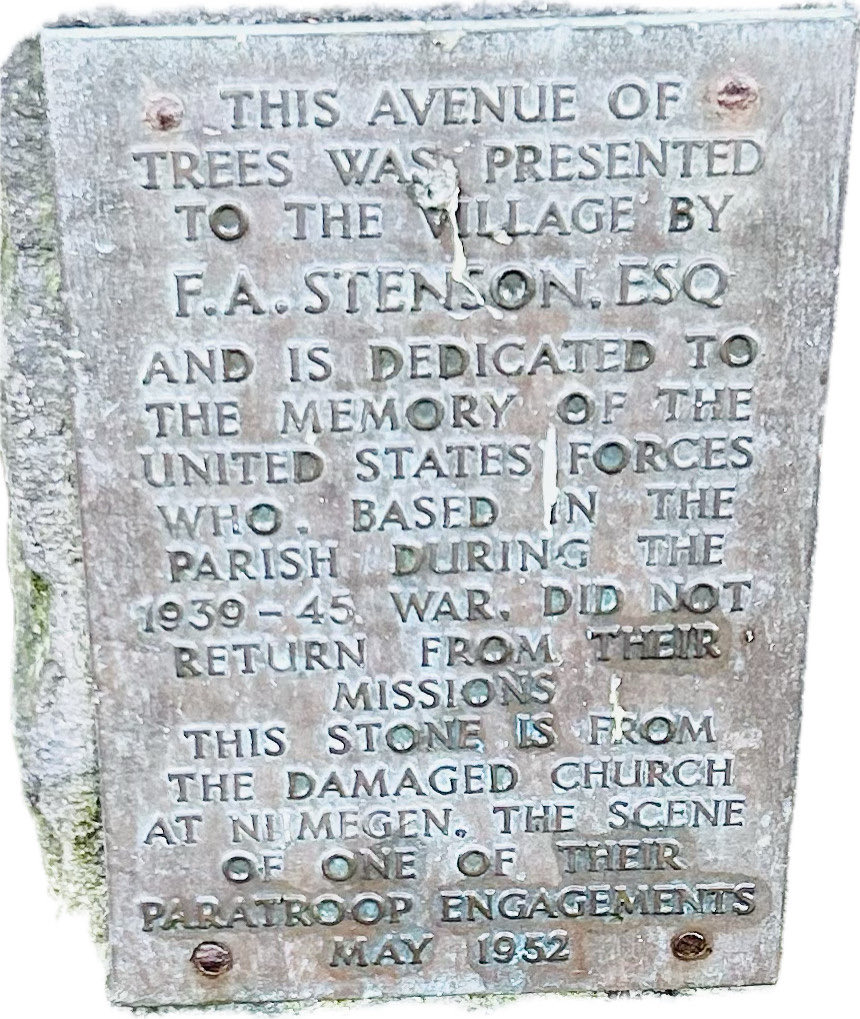 THIS AVENUE OF
TREES WAS PRESENTED
TO THE VILLAGE BY
F.A. STENSON, ESQ
AND IS DEDICATED TO
THE MEMORY OF THE
UNITED STATES FORCES
WHO, BASED IN THE
PARISH DURING THE
1939-45 WAR, DID NOT
RETURN FROM THEIR
MISSIONS
THIS STONE IS FROM
THE DAMAGED CHURCH
AT NIJMEGEN, THE SCENE
OF ONE OF THEIR
PARATROOP ENGAGEMENTS
MAY 1952